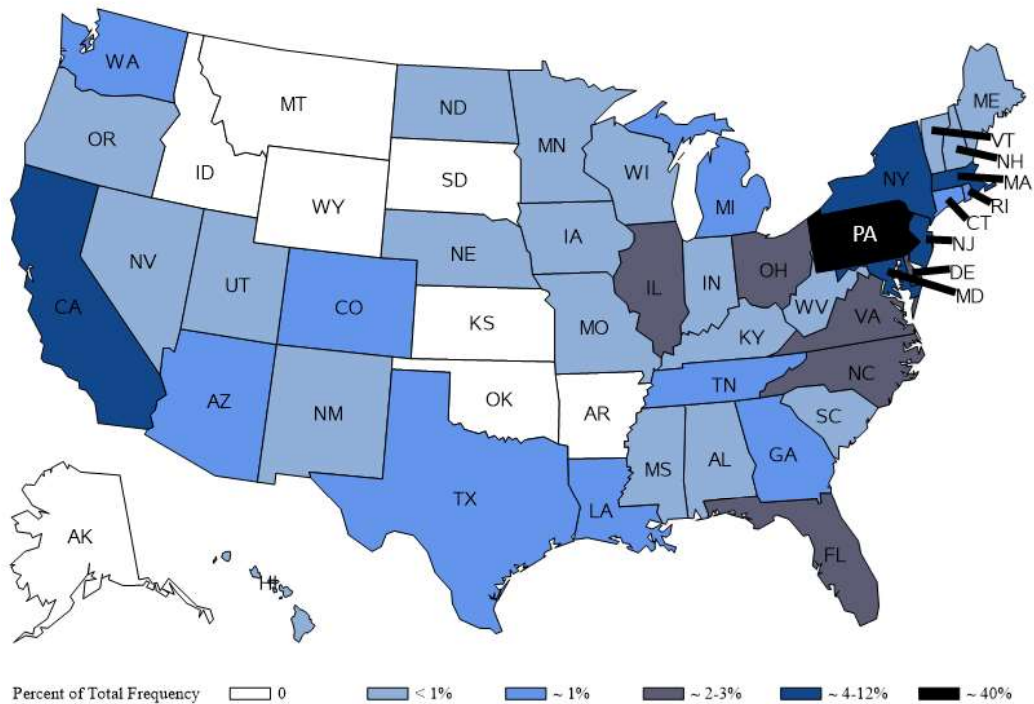 WA
MT
ND
ME
MN
VT
OR
NH
ID
SD
WI
NY
MA
WY
MI
RI
CT
IA
PA
NJ
NE
NV
OH
DE
IL
IN
MD
UT
CO
WV
CA
KS
MO
VA
KY
NC
TN
OK
AZ
NM
AR
SC
MS
AL
GA
TX
LA
AK
FL
HI
Percent of Total Frequency 0 < 1% ~ 1% ~ 2-3% ~ 4-12% ~ 40%